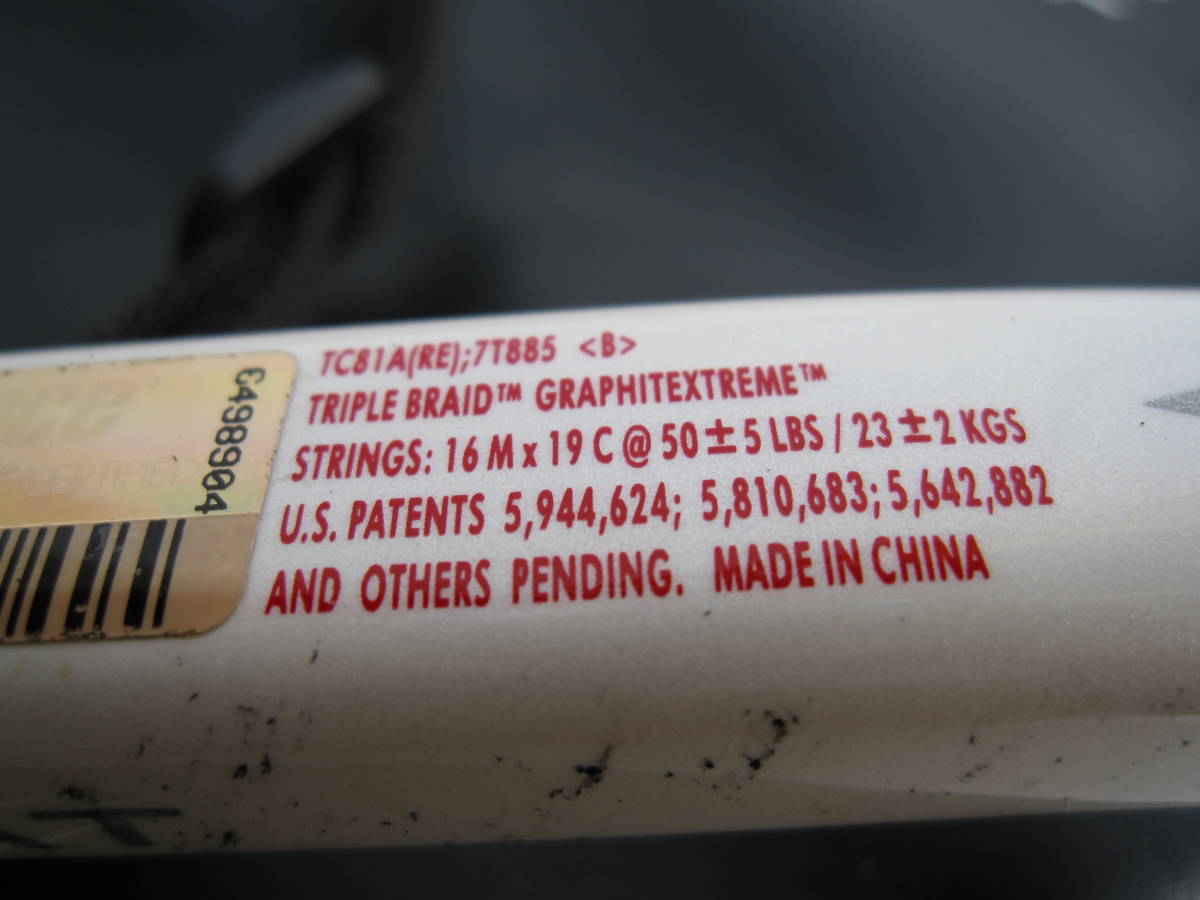 TC81A(RE);7T885 <B>
TRIPLE BRAID™ GRAPHITEXTREME™
STRINGS: 16 M x 19 C @ 50 ± 5 LBS / 23 ± 2 KGS
U.S. PATENTS 5,944,624; 5,810,683; 5,642,882
AND OTHERS PENDING. MADE IN CHINA
CERTIFIED